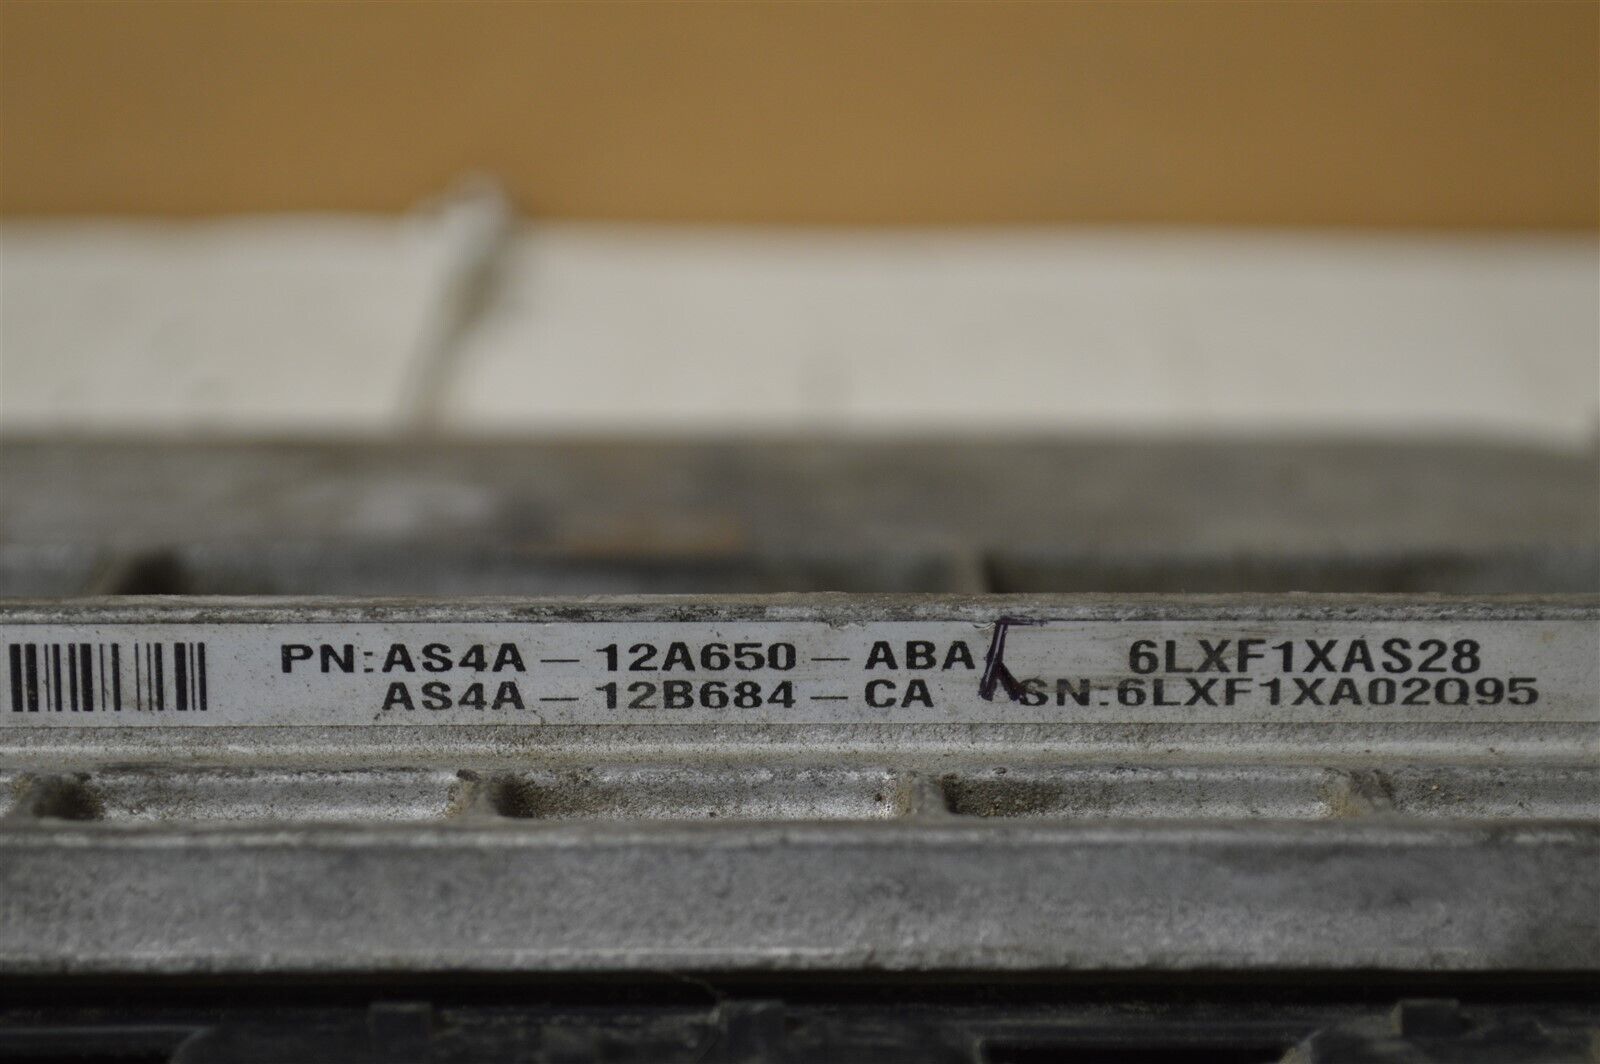 PN:AS4A-12A650-ABA 6LXF1XAS28
AS4A-12B684-CA SN:6LXF1XA02Q95